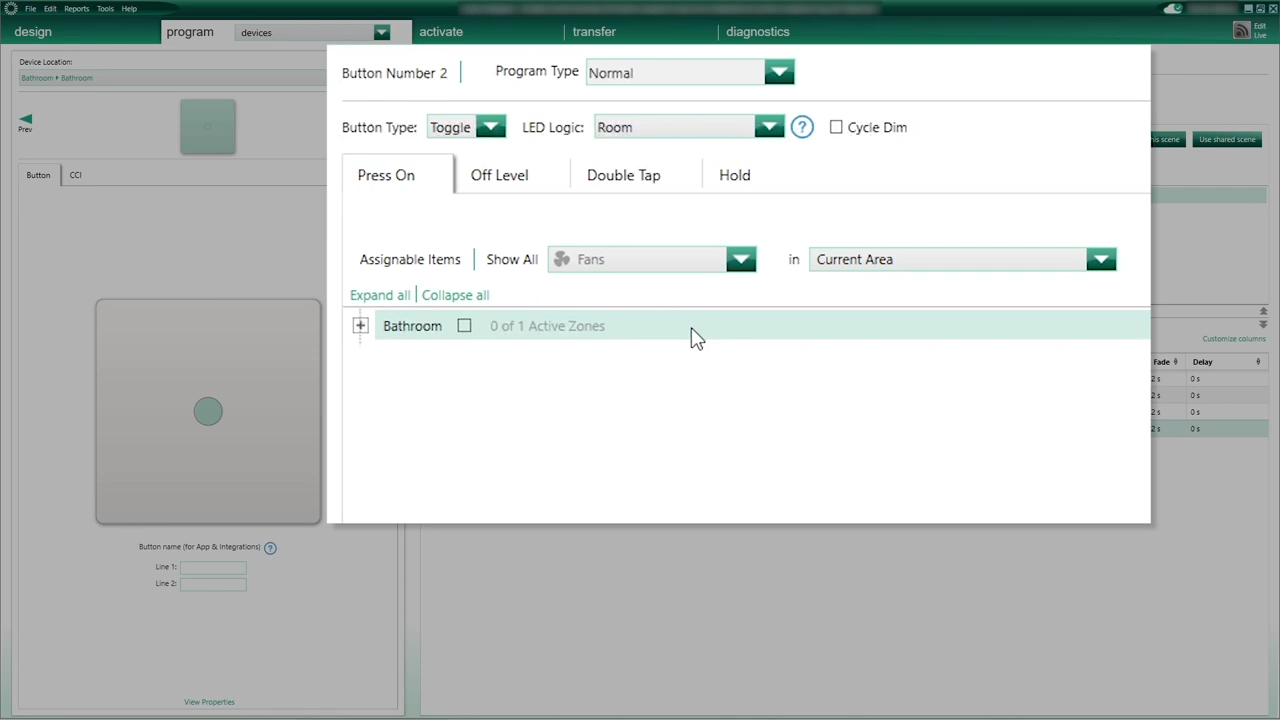 File Edit Reports Tools Help
design program devices activate transfer diagnostics
Edit
Live
Device Location:
Bathroom ▸ Bathroom
Prev
Button CCI
Button name (for App & Integrations) ?
Line 1:
Line 2:
View Properties
Button Number 2 Program Type Normal
Button Type: Toggle LED Logic: Room ? Cycle Dim
Press On Off Level Double Tap Hold
Assignable Items Show All Fans in Current Area
Expand all Collapse all
Bathroom 0 of 1 Active Zones
his scene Use shared scene
Customize columns
Fade Delay
2 s 0 s
2 s 0 s
2 s 0 s
2 s 0 s